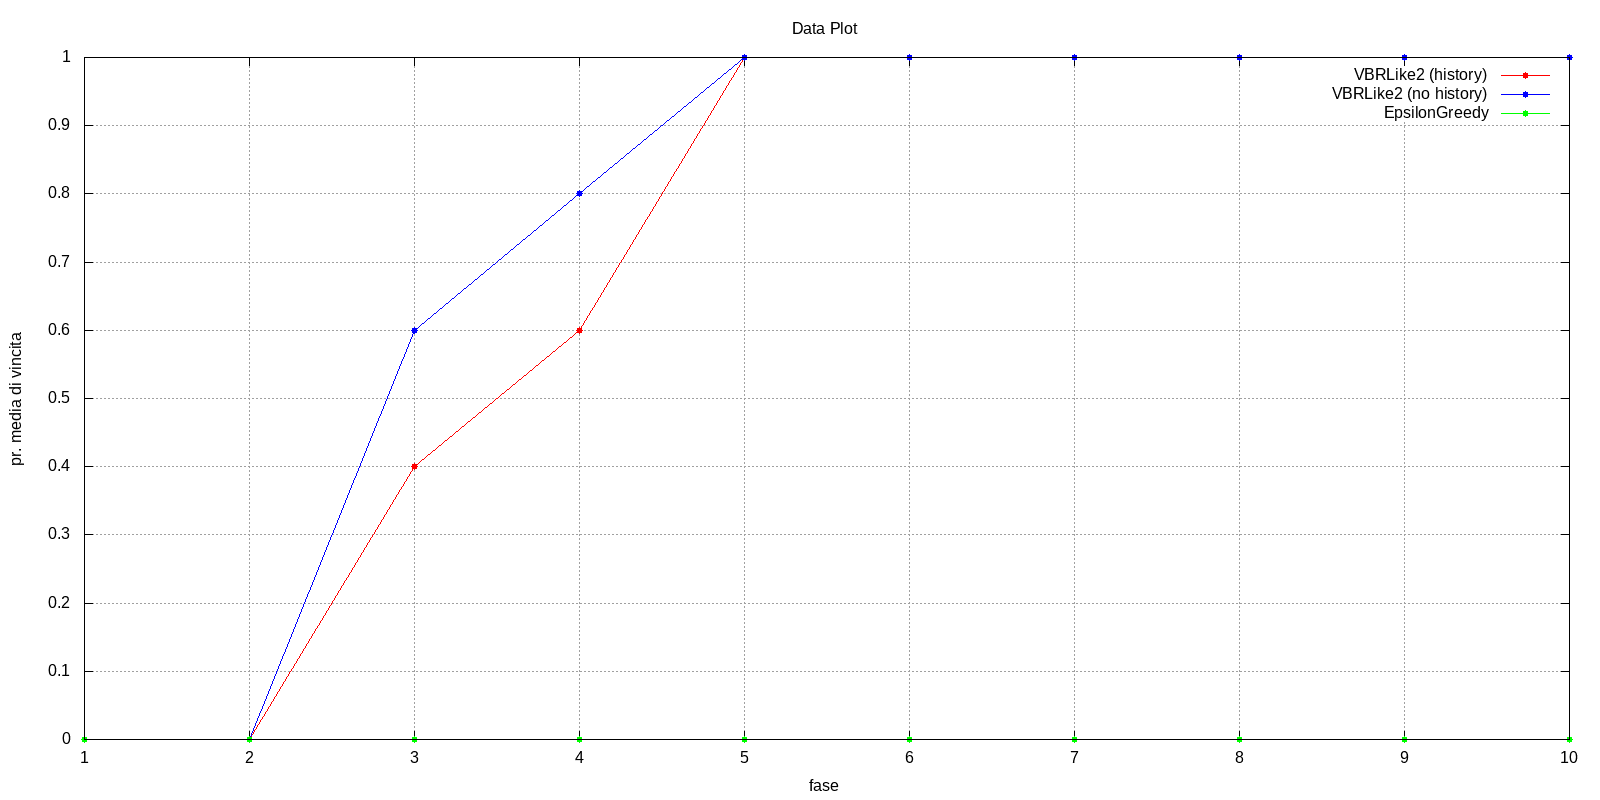 Data Plot
1
0.9
0.8
0.7
0.6
0.5
0.4
0.3
0.2
0.1
0
pr. media di vincita
VBRLike2 (history)
VBRLike2 (no history)
EpsilonGreedy
1 2 3 4 5 6 7 8 9 10
fase